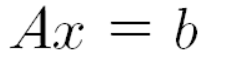 Ax = b